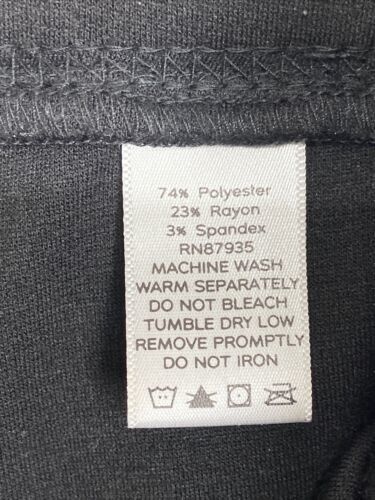 74% Polyester
23% Rayon
3% Spandex
RN87935
MACHINE WASH
WARM SEPARATELY
DO NOT BLEACH
TUMBLE DRY LOW
REMOVE PROMPTLY
DO NOT IRON